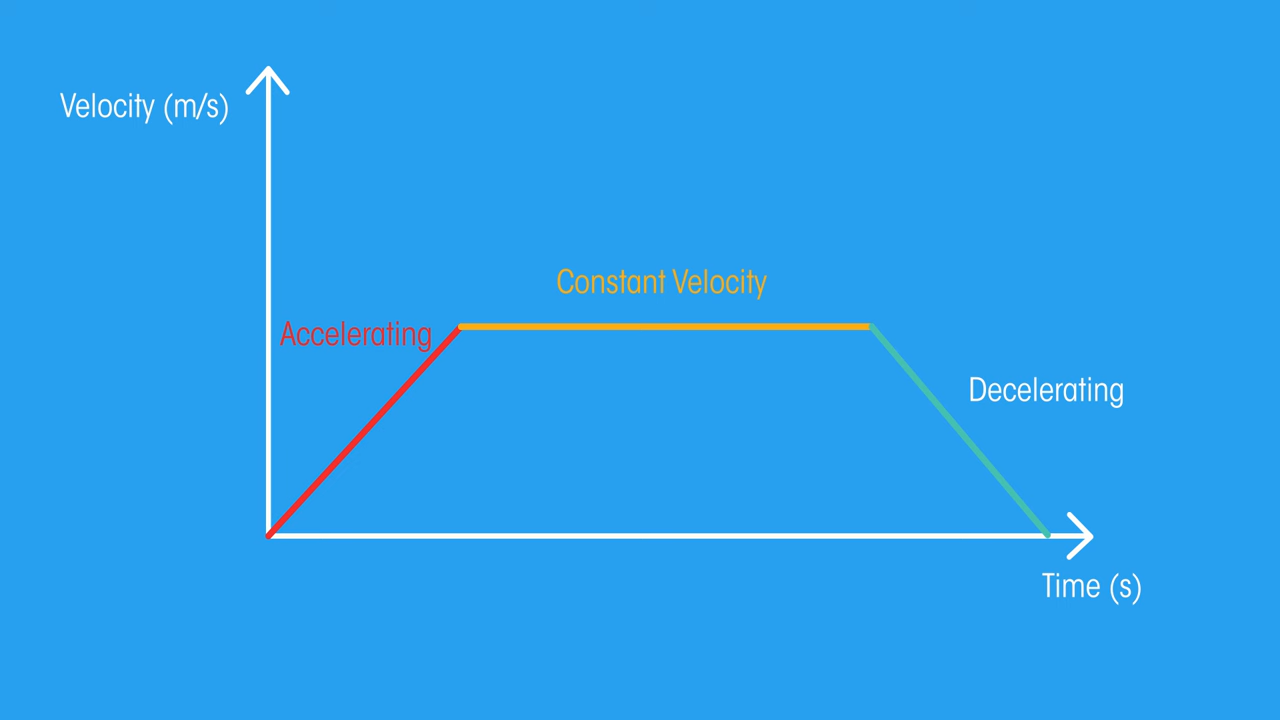 Velocity (m/s)
Constant Velocity
Accelerating
Decelerating
Time (s)